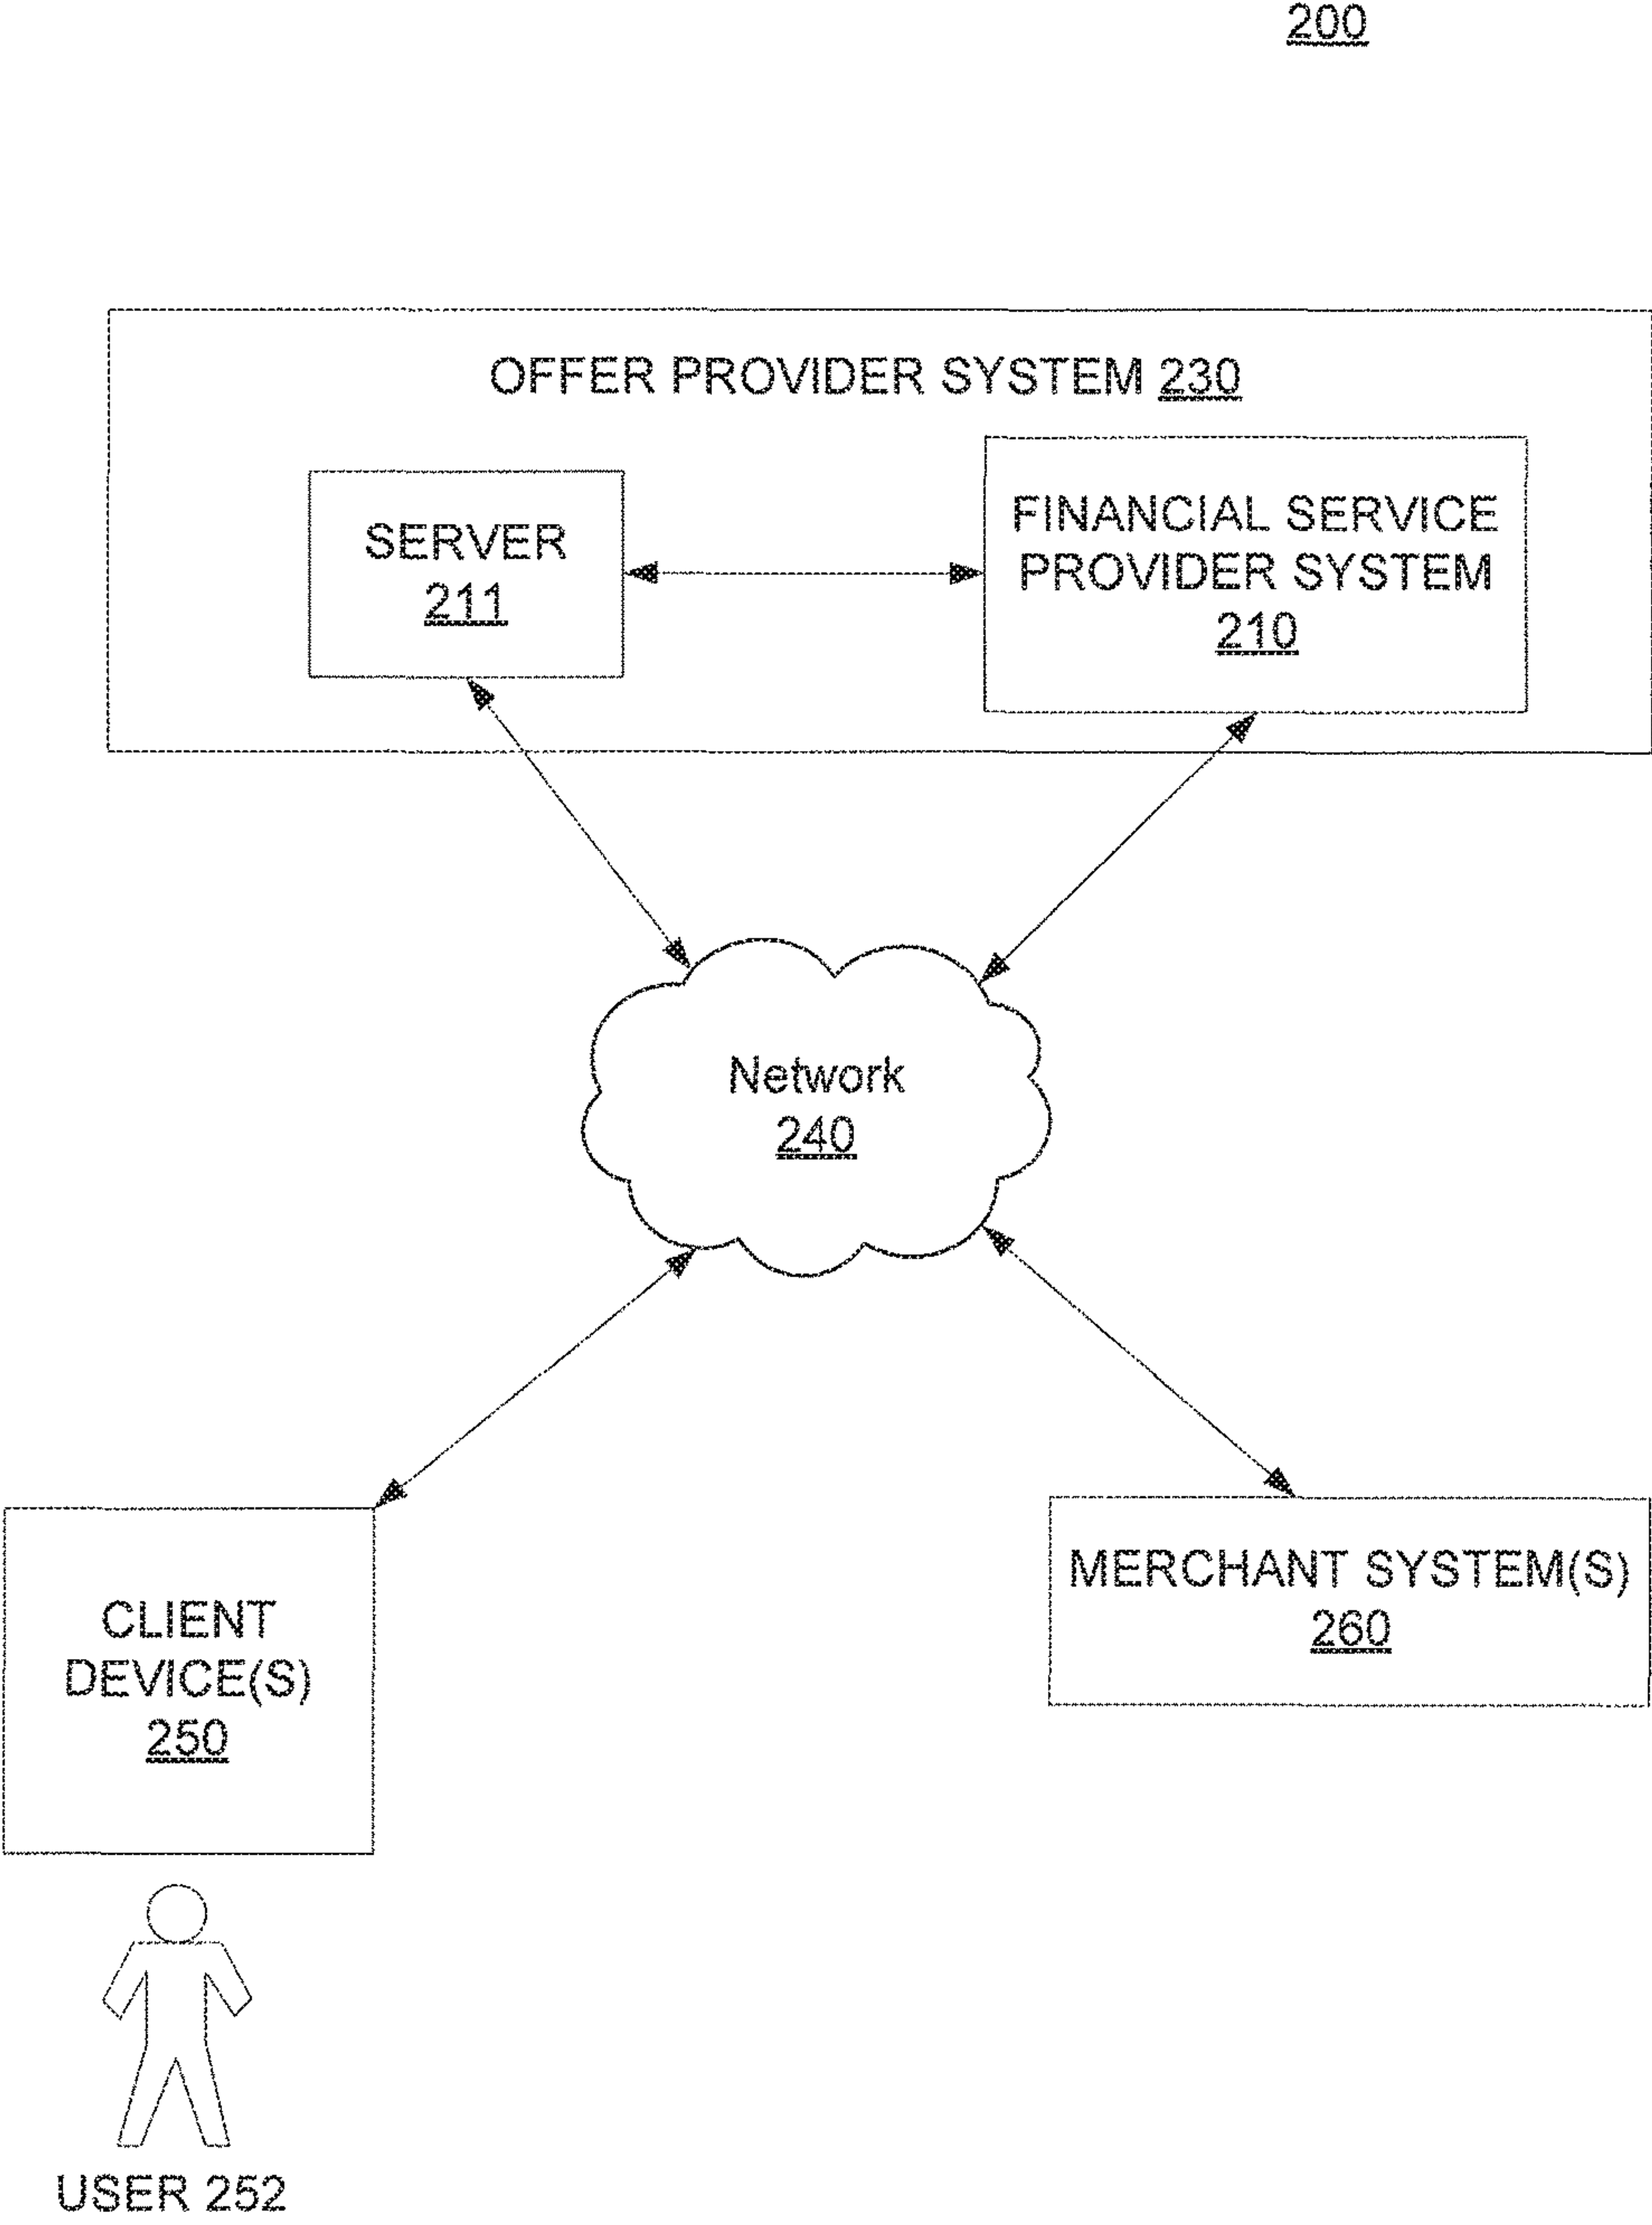 200
OFFER PROVIDER SYSTEM 230
SERVER
211
FINANCIAL SERVICE
PROVIDER SYSTEM
210
Network
240
CLIENT
DEVICE(S)
250
MERCHANT SYSTEM(S)
260
USER 252